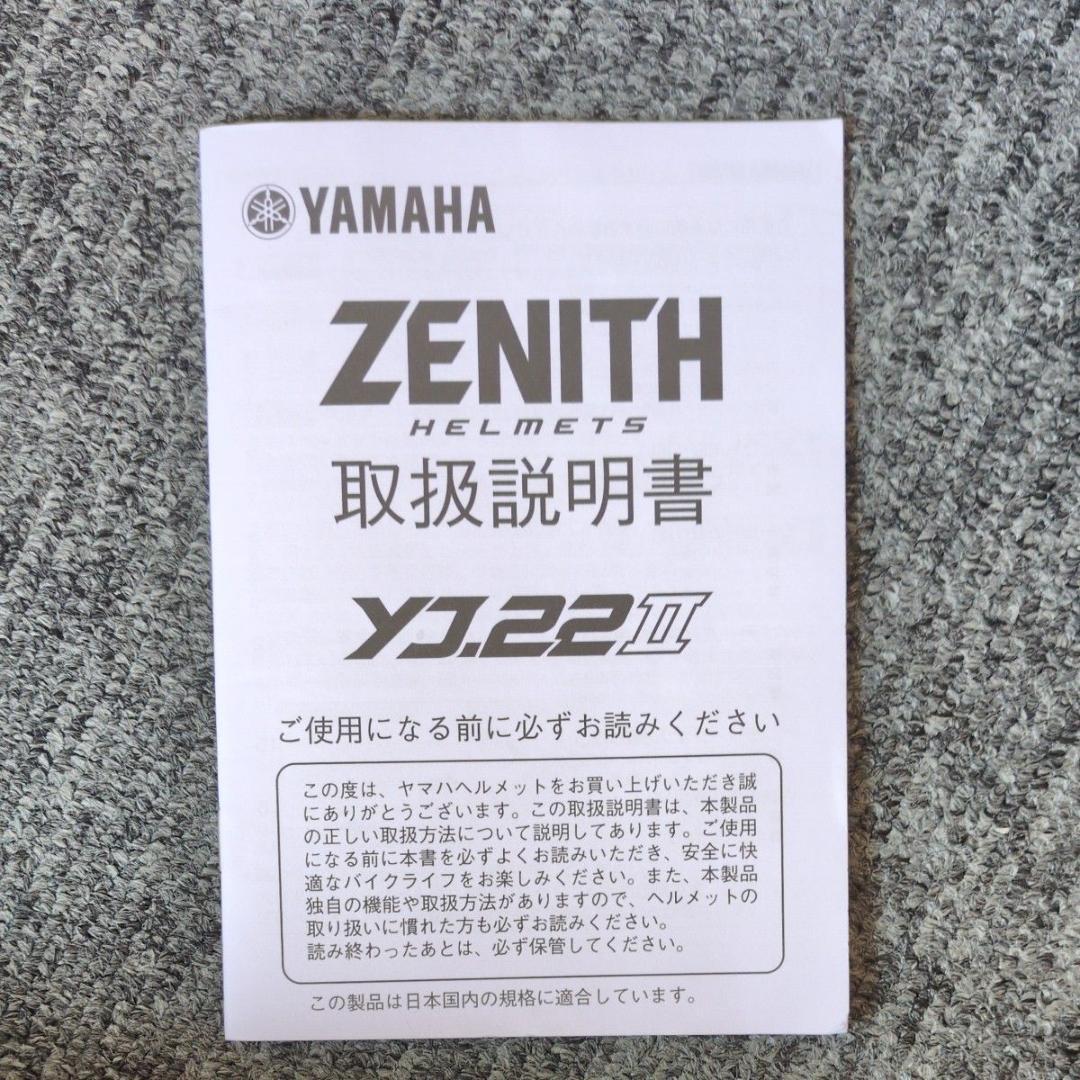 YAMAHA
ZENITH
HELMETS
取扱説明書
YJ.22 II
ご使用になる前に必ずお読みください
この度は、ヤマハヘルメットをお買い上げいただき誠
にありがとうございます。この取扱説明書は、本製品
の正しい取扱方法について説明してあります。ご使用
になる前に本書を必ずよくお読みいただき、安全に快
適なバイクライフをお楽しみください。また、本製品
独自の機能や取扱方法がありますので、ヘルメットの
取り扱いに慣れた方も必ずお読みください。
読み終わったあとは、必ず保管してください。
この製品は日本国内の規格に適合しています。